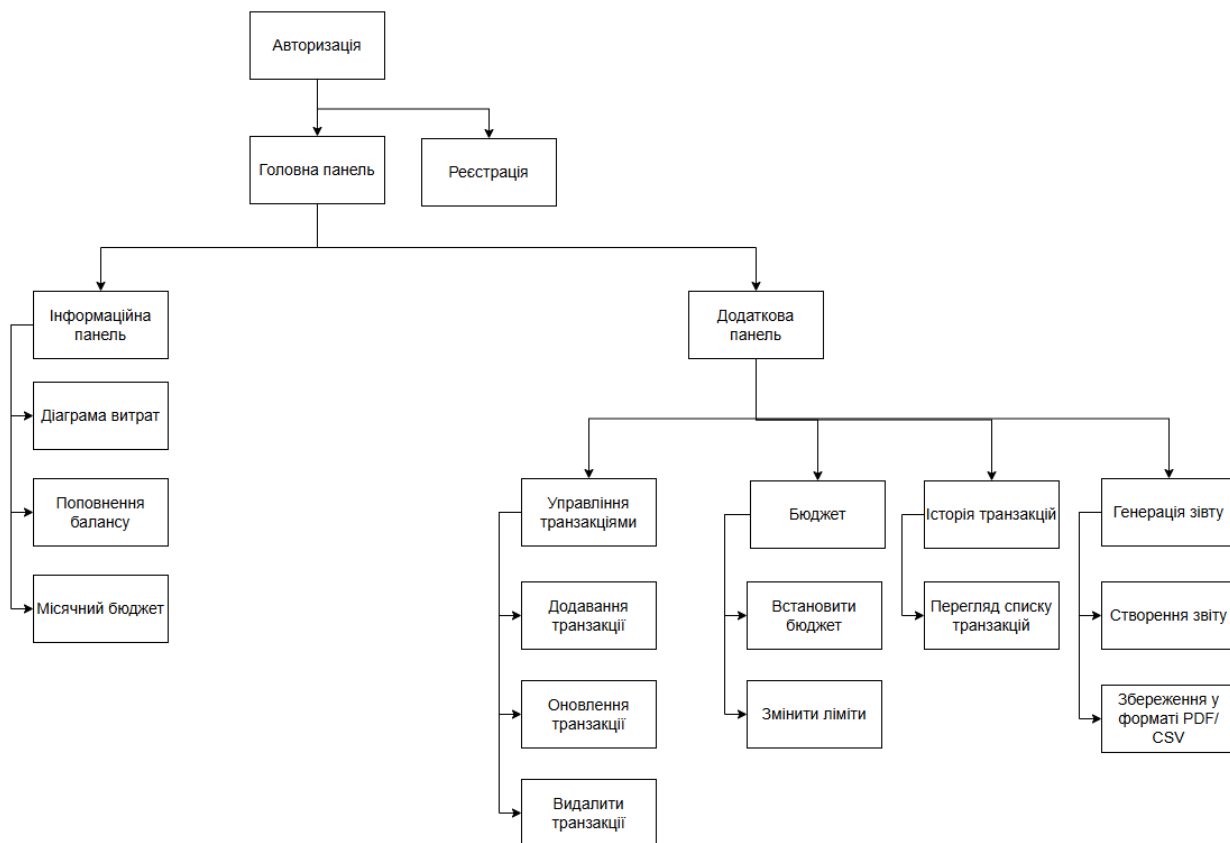 Авторизація
Головна панель
Реєстрація
Інформаційна
панель
Додаткова
панель
Діаграма витрат
Поповнення
балансу
Місячний бюджет
Управління
транзакціями
Бюджет
Історія транзакцій
Генерація зівту
Додавання
транзакції
Встановити
бюджет
Перегляд списку
транзакцій
Створення звіту
Оновлення
транзакції
Змінити ліміти
Збереження у
форматі PDF/
CSV
Видалити
транзакції